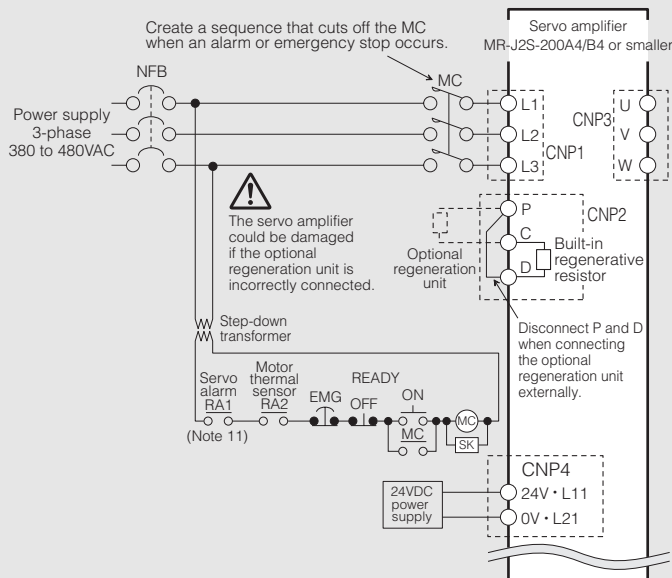 Create a sequence that cuts off the MC
when an alarm or emergency stop occurs.
Servo amplifier
MR-J2S-200A4/B4 or smaller
NFB
MC
Power supply
3-phase
380 to 480VAC
L1
L2
L3
CNP1
CNP3
U
V
W
The servo amplifier
could be damaged
if the optional
regeneration unit is
incorrectly connected.
Optional
regeneration
unit
P
C
D
CNP2
Built-in
regenerative
resistor
Disconnect P and D
when connecting
the optional
regeneration unit
externally.
Step-down
transformer
Servo
alarm
RA1
(Note 11)
Motor
thermal
sensor
RA2
EMG
READY
OFF
ON
MC
MC
SK
24VDC
power
supply
CNP4
24V・L11
0V・L21